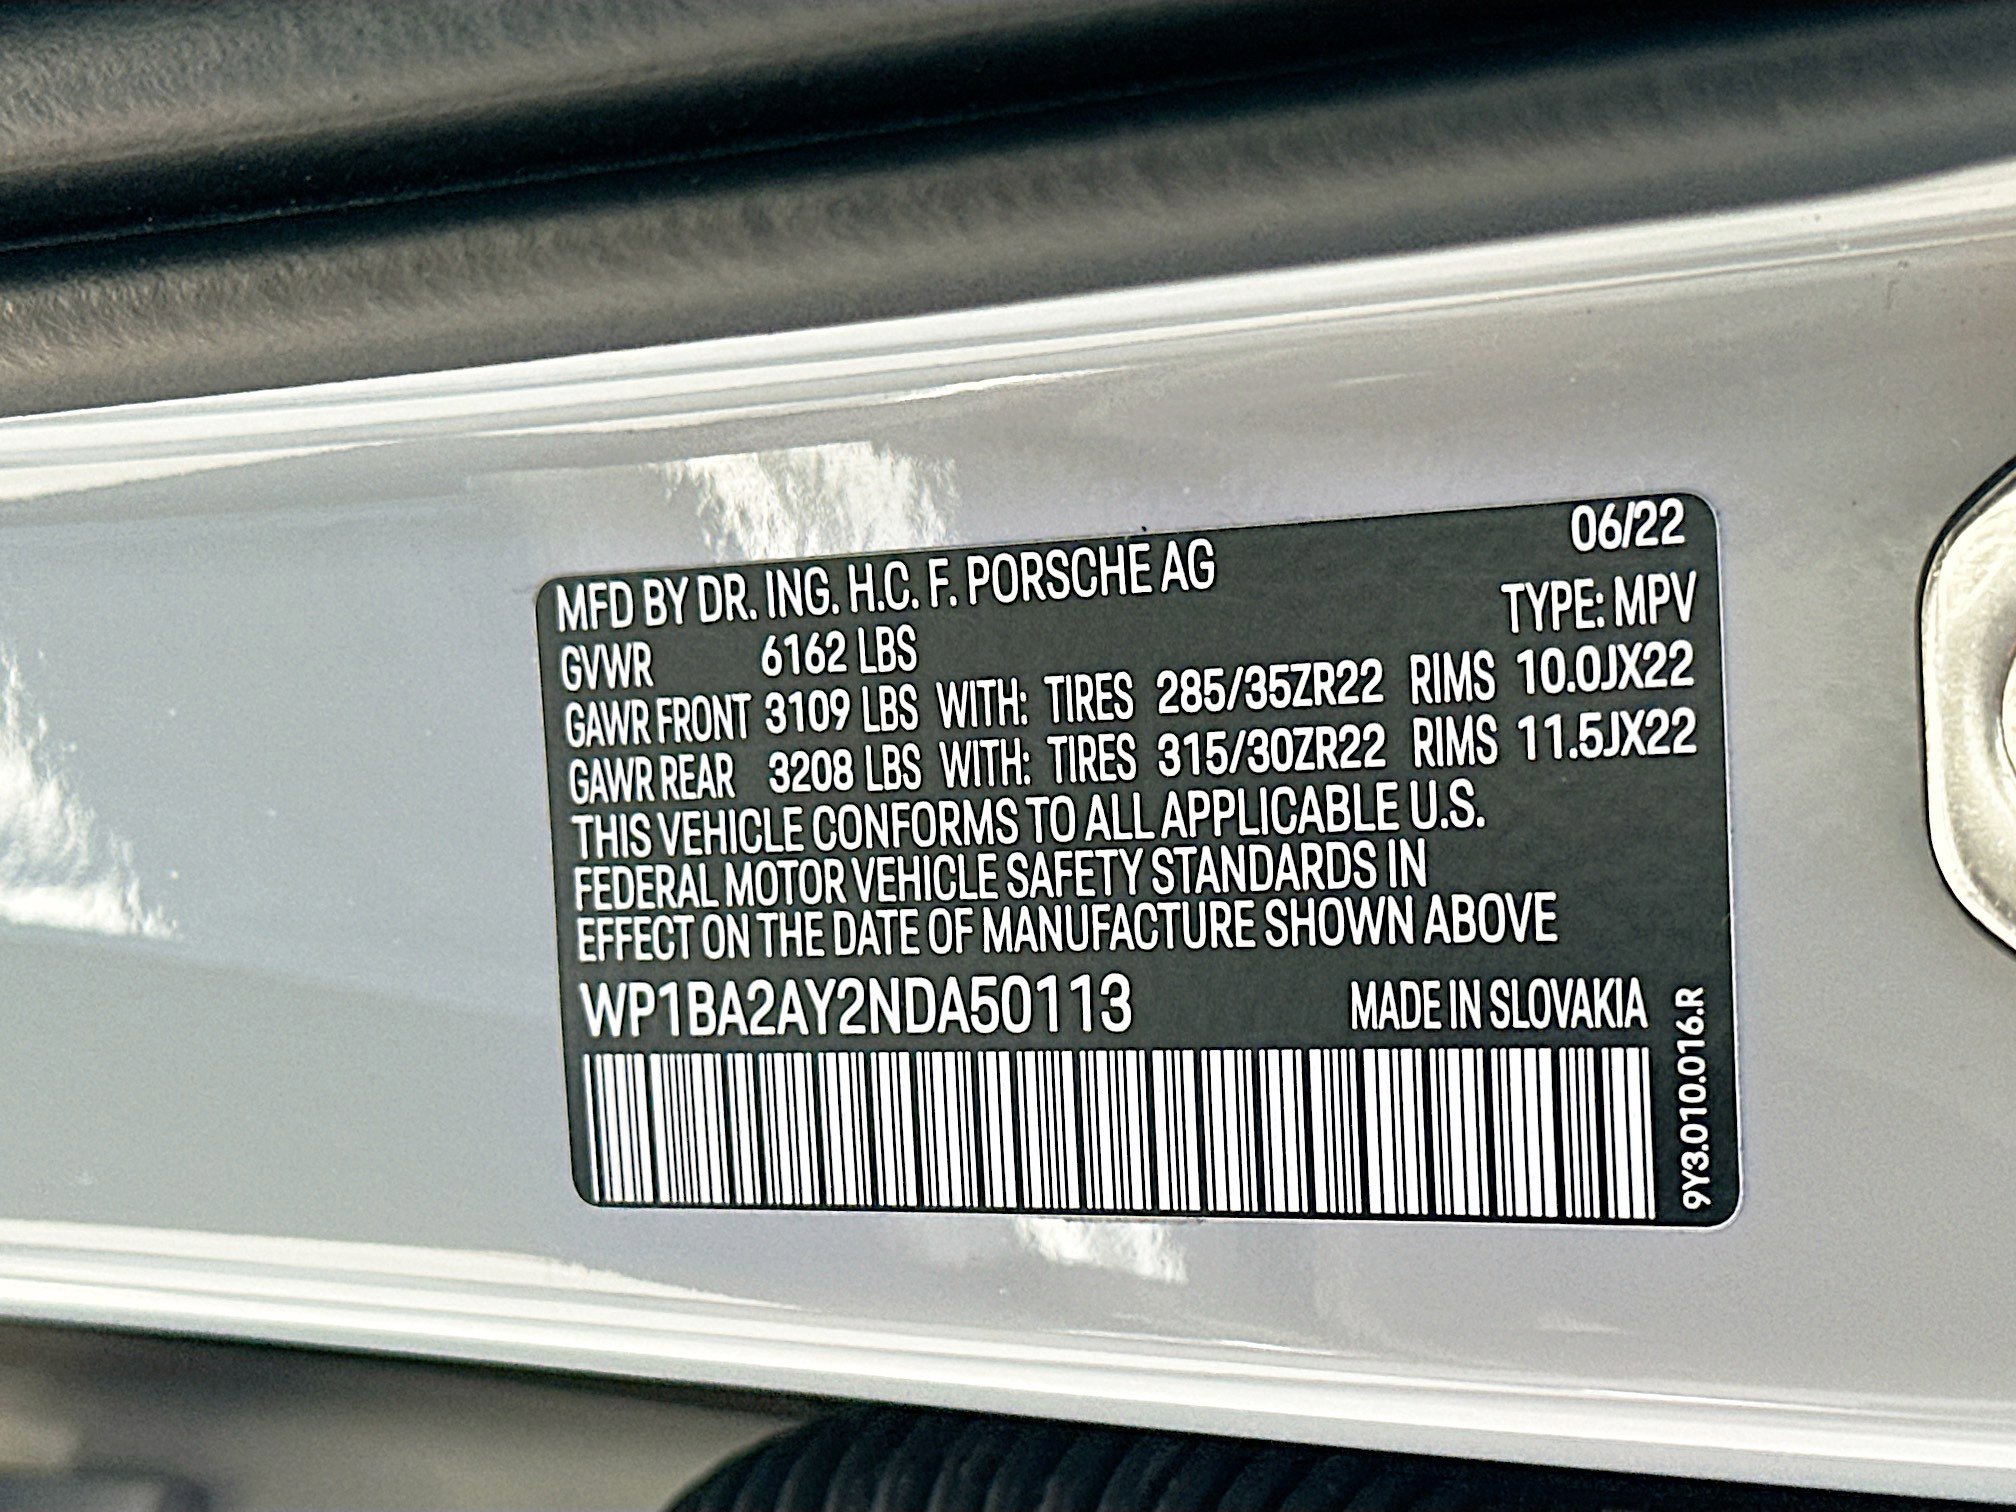 06/22
MFD BY DR. ING. H.C. F. PORSCHE AG
TYPE: MPV
GVWR 6162 LBS
GAWR FRONT 3109 LBS WITH: TIRES 285/35ZR22 RIMS 10.0JX22
GAWR REAR 3208 LBS WITH: TIRES 315/30ZR22 RIMS 11.5JX22
THIS VEHICLE CONFORMS TO ALL APPLICABLE U.S.
FEDERAL MOTOR VEHICLE SAFETY STANDARDS IN
EFFECT ON THE DATE OF MANUFACTURE SHOWN ABOVE
WP1BA2AY2NDA50113 MADE IN SLOVAKIA
9Y3.010.016.R